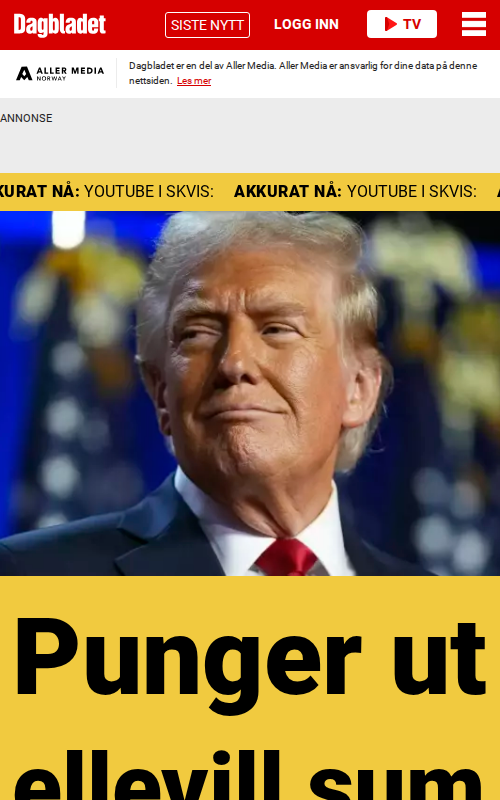 Dagbladet
SISTE NYTT
LOGG INN
TV
ALLER MEDIA
NORWAY
Dagbladet er en del av Aller Media. Aller Media er ansvarlig for dine data på denne
nettsiden. Les mer
ANNONSE
KURAT NÅ: YOUTUBE I SKVIS: AKKURAT NÅ: YOUTUBE I SKVIS:
Punger ut
ellevill sum